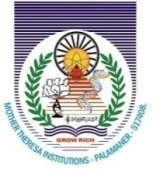 GROW RICH
MOTHER THERESA INSTITUTIONS - PALAMANER - 517408.